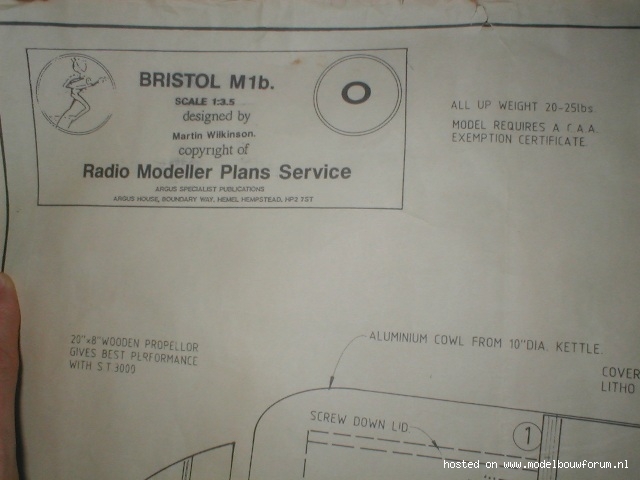 BRISTOL M1b.
SCALE 1:3.5
designed by
Martin Wilkinson.
copyright of
Radio Modeller Plans Service
ARGUS SPECIALIST PUBLICATIONS
ARGUS HOUSE, BOUNDARY WAY, HEMEL HEMPSTEAD, HP2 7ST
O
ALL UP WEIGHT 20-25lbs.
MODEL REQUIRES A C.A.A.
EXEMPTION CERTIFICATE.
20"x8" WOODEN PROPELLOR
GIVES BEST PERFORMANCE
WITH S.T.3000
ALUMINIUM COWL FROM 10"DIA. KETTLE.
COVER
LITHO
SCREW DOWN LID
1
hosted on www.modelbouwforum.nl